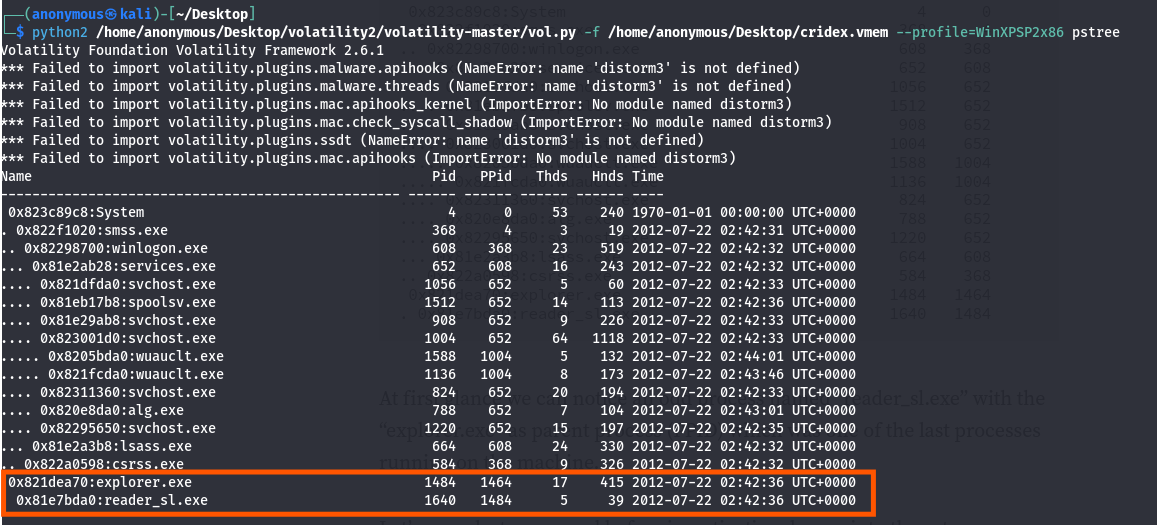 ┌──(anonymous㉿kali)-[~/Desktop]
└─$ python2 /home/anonymous/Desktop/volatility2/volatility-master/vol.py -f /home/anonymous/Desktop/cridex.vmem --profile=WinXPSP2x86 pstree
Volatility Foundation Volatility Framework 2.6.1
*** Failed to import volatility.plugins.malware.apihooks (NameError: name 'distorm3' is not defined)
*** Failed to import volatility.plugins.malware.threads (NameError: name 'distorm3' is not defined)
*** Failed to import volatility.plugins.mac.apihooks_kernel (ImportError: No module named distorm3)
*** Failed to import volatility.plugins.mac.check_syscall_shadow (ImportError: No module named distorm3)
*** Failed to import volatility.plugins.ssdt (NameError: name 'distorm3' is not defined)
*** Failed to import volatility.plugins.mac.apihooks (ImportError: No module named distorm3)
Name Pid PPid Thds Hnds Time
-------------------------------------------------- ------ ------ ------ ------ ----
0x823c89c8:System 4 0 53 240 1970-01-01 00:00:00 UTC+0000
. 0x822f1020:smss.exe 368 4 3 19 2012-07-22 02:42:31 UTC+0000
.. 0x82298700:winlogon.exe 608 368 23 519 2012-07-22 02:42:32 UTC+0000
... 0x81e2ab28:services.exe 652 608 16 243 2012-07-22 02:42:32 UTC+0000
.... 0x821dfda0:svchost.exe 1056 652 5 60 2012-07-22 02:42:33 UTC+0000
.... 0x81eb17b8:spoolsv.exe 1512 652 14 113 2012-07-22 02:42:36 UTC+0000
.... 0x81e29ab8:svchost.exe 908 652 9 226 2012-07-22 02:42:33 UTC+0000
.... 0x823001d0:svchost.exe 1004 652 64 1118 2012-07-22 02:42:33 UTC+0000
..... 0x8205bda0:wuauclt.exe 1588 1004 5 132 2012-07-22 02:44:01 UTC+0000
..... 0x821fcda0:wuauclt.exe 1136 1004 8 173 2012-07-22 02:43:46 UTC+0000
.... 0x82311360:svchost.exe 824 652 20 194 2012-07-22 02:42:33 UTC+0000
.... 0x820e8da0:alg.exe 788 652 7 104 2012-07-22 02:43:01 UTC+0000
.... 0x82295650:svchost.exe 1220 652 15 197 2012-07-22 02:42:35 UTC+0000
... 0x81e2a3b8:lsass.exe 664 608 24 330 2012-07-22 02:42:32 UTC+0000
.. 0x822a0598:csrss.exe 584 368 9 326 2012-07-22 02:42:32 UTC+0000
0x821dea70:explorer.exe 1484 1464 17 415 2012-07-22 02:42:36 UTC+0000
0x81e7bda0:reader_sl.exe 1640 1484 5 39 2012-07-22 02:42:36 UTC+0000